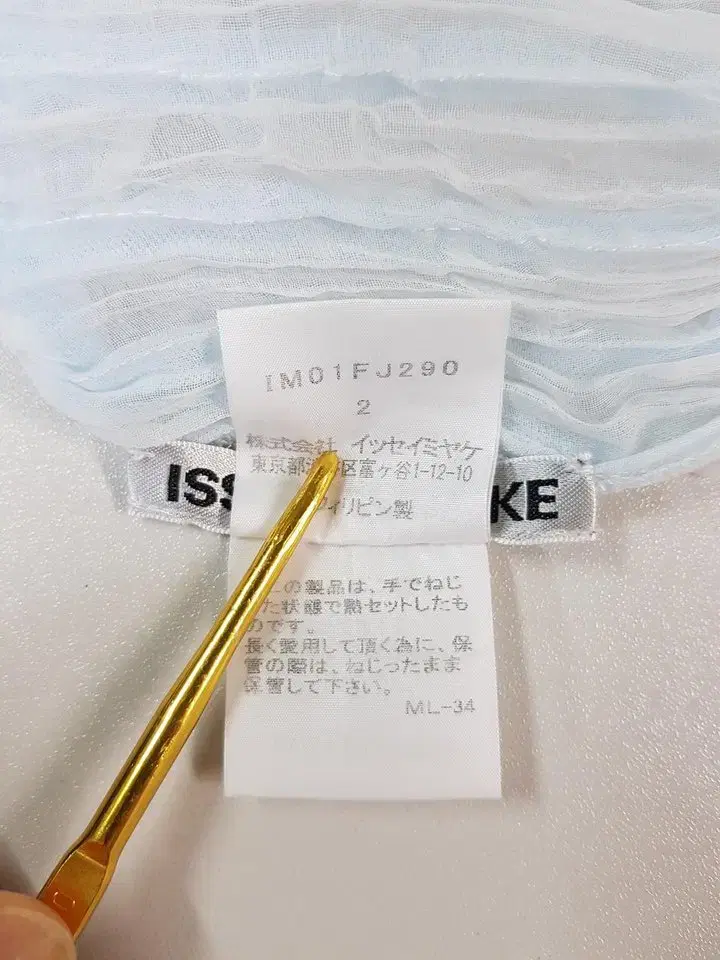 IM01FJ290
2
株式会社 イッセイミヤケ
東京都 区富ヶ谷1-12-10
ISS KE
フィリピン製
この製品は、手でねじ
た状態で熱セットしたも
のです。
長く愛用して頂く為に、保
管の際は、ねじったまま
保管して下さい。
ML-34